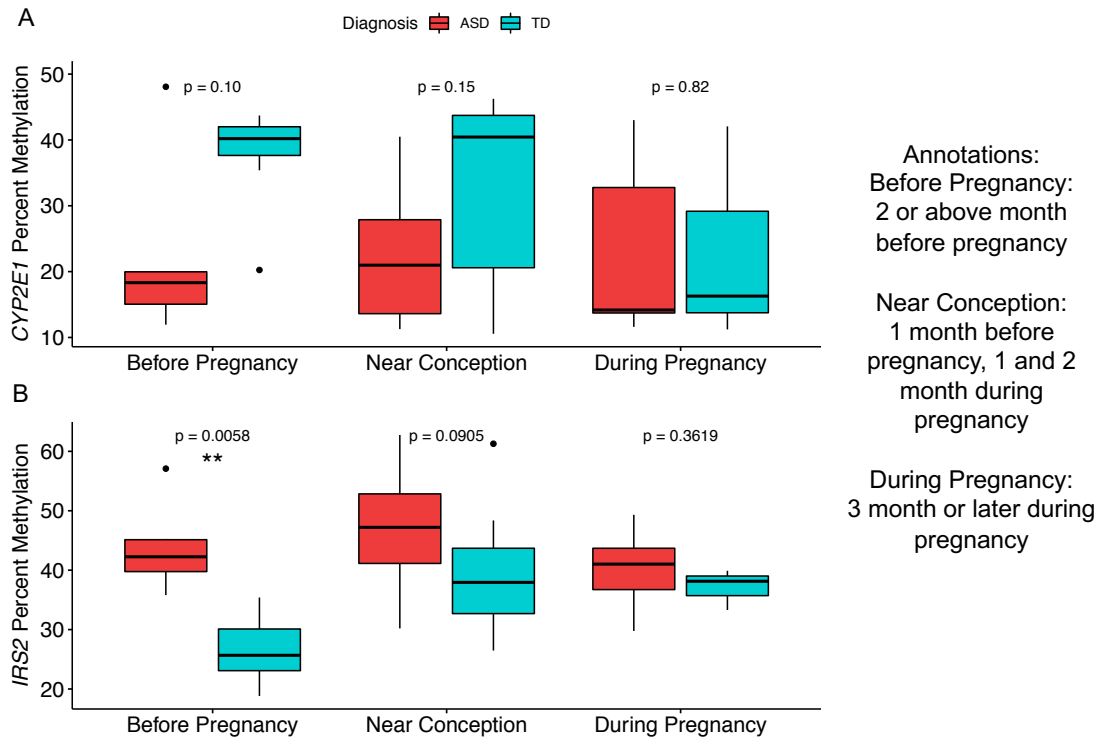 A
Diagnosis ASD TD
CYP2E1 Percent Methylation
50
40
30
20
10
p = 0.10
p = 0.15
p = 0.82
Before Pregnancy
Near Conception
During Pregnancy
B
IRS2 Percent Methylation
60
50
40
30
20
p = 0.0058
**
p = 0.0905
p = 0.3619
Before Pregnancy
Near Conception
During Pregnancy
Annotations:
Before Pregnancy:
2 or above month
before pregnancy
Near Conception:
1 month before
pregnancy, 1 and 2
month during
pregnancy
During Pregnancy:
3 month or later during
pregnancy